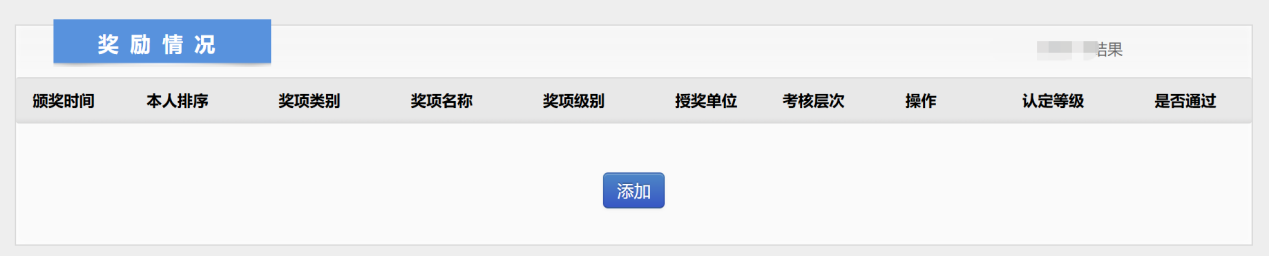 奖励情况
结果
颁奖时间 本人排序 奖项类别 奖项名称 奖项级别 授奖单位 考核层次 操作 认定等级 是否通过
添加